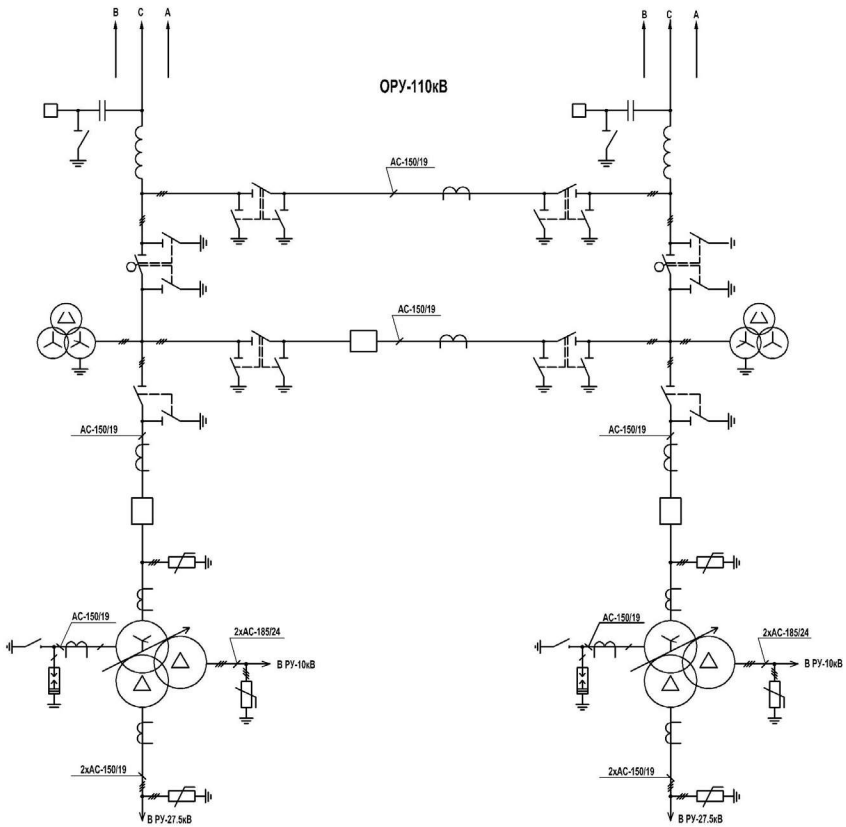 В С А В С А
ОРУ-110кВ
АС-150/19
АС-150/19
АС-150/19 АС-150/19
АС-150/19 2хАС-185/24 АС-150/19 2хАС-185/24
В РУ-10кВ В РУ-10кВ
2хАС-150/19 2хАС-150/19
В РУ-27.5кВ В РУ-27.5кВ